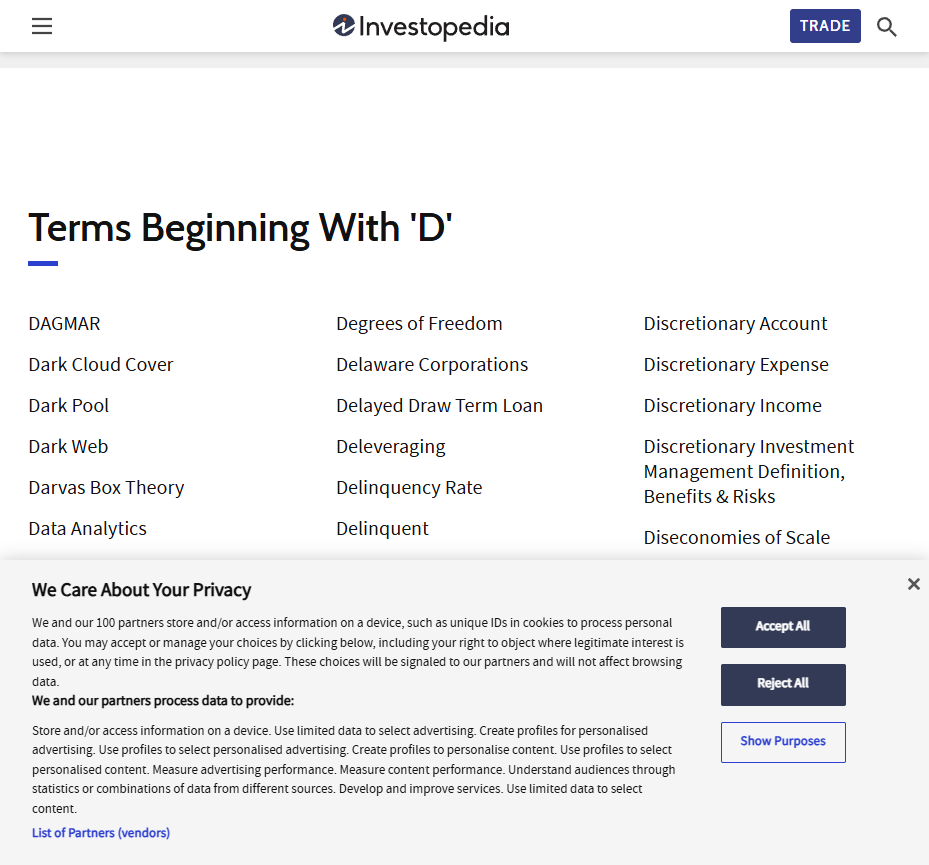 Investopedia
TRADE
Terms Beginning With 'D'
DAGMAR
Dark Cloud Cover
Dark Pool
Dark Web
Darvas Box Theory
Data Analytics
Degrees of Freedom
Delaware Corporations
Delayed Draw Term Loan
Deleveraging
Delinquency Rate
Delinquent
Discretionary Account
Discretionary Expense
Discretionary Income
Discretionary Investment
Management Definition,
Benefits & Risks
Diseconomies of Scale
We Care About Your Privacy
We and our 100 partners store and/or access information on a device, such as unique IDs in cookies to process personal
data. You may accept or manage your choices by clicking below, including your right to object where legitimate interest is
used, or at any time in the privacy policy page. These choices will be signaled to our partners and will not affect browsing
data.
We and our partners process data to provide:
Store and/or access information on a device. Use limited data to select advertising. Create profiles for personalised
advertising. Use profiles to select personalised advertising. Create profiles to personalise content. Use profiles to select
personalised content. Measure advertising performance. Measure content performance. Understand audiences through
statistics or combinations of data from different sources. Develop and improve services. Use limited data to select
content.
List of Partners (vendors)
Accept All
Reject All
Show Purposes